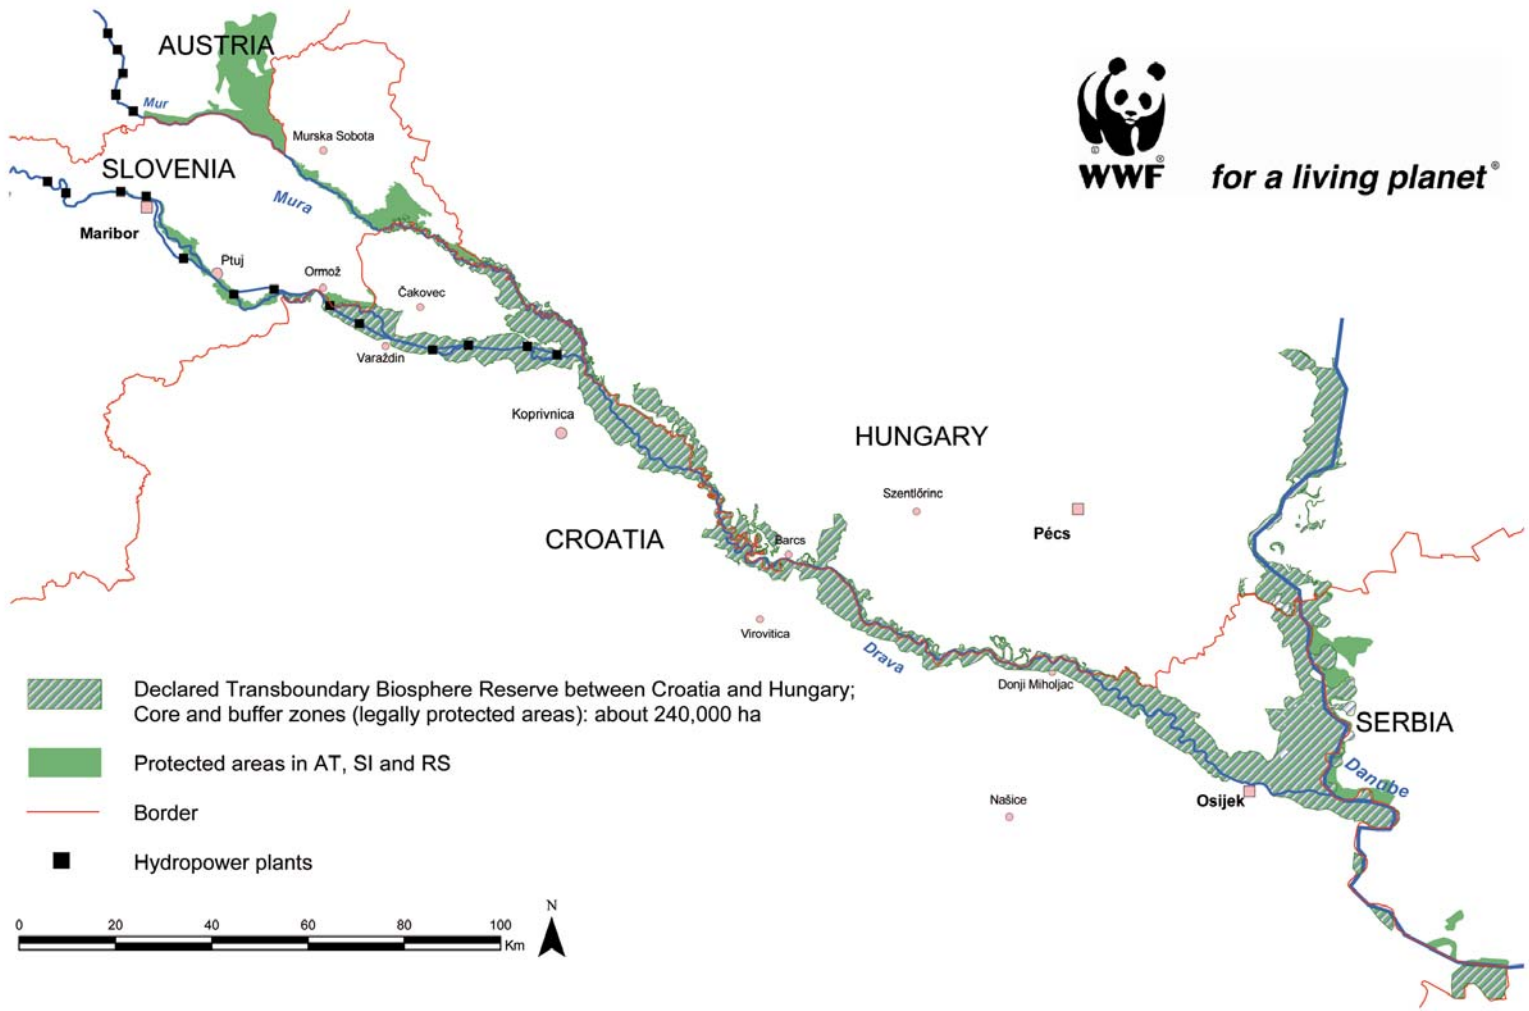 AUSTRIA
Mur
Murska Sobota
SLOVENIA
Mura
Maribor
Ptuj
Ormož
Čakovec
Varaždin
Koprivnica
WWF
®
for a living planet®
HUNGARY
Szentlőrinc
Pécs
CROATIA
Barcs
Virovitica
Drava
Donji Miholjac
SERBIA
Danube
Osijek
Našice
Declared Transboundary Biosphere Reserve between Croatia and Hungary;
Core and buffer zones (legally protected areas): about 240,000 ha
Protected areas in AT, SI and RS
Border
Hydropower plants
0 20 40 60 80 100
Km
N